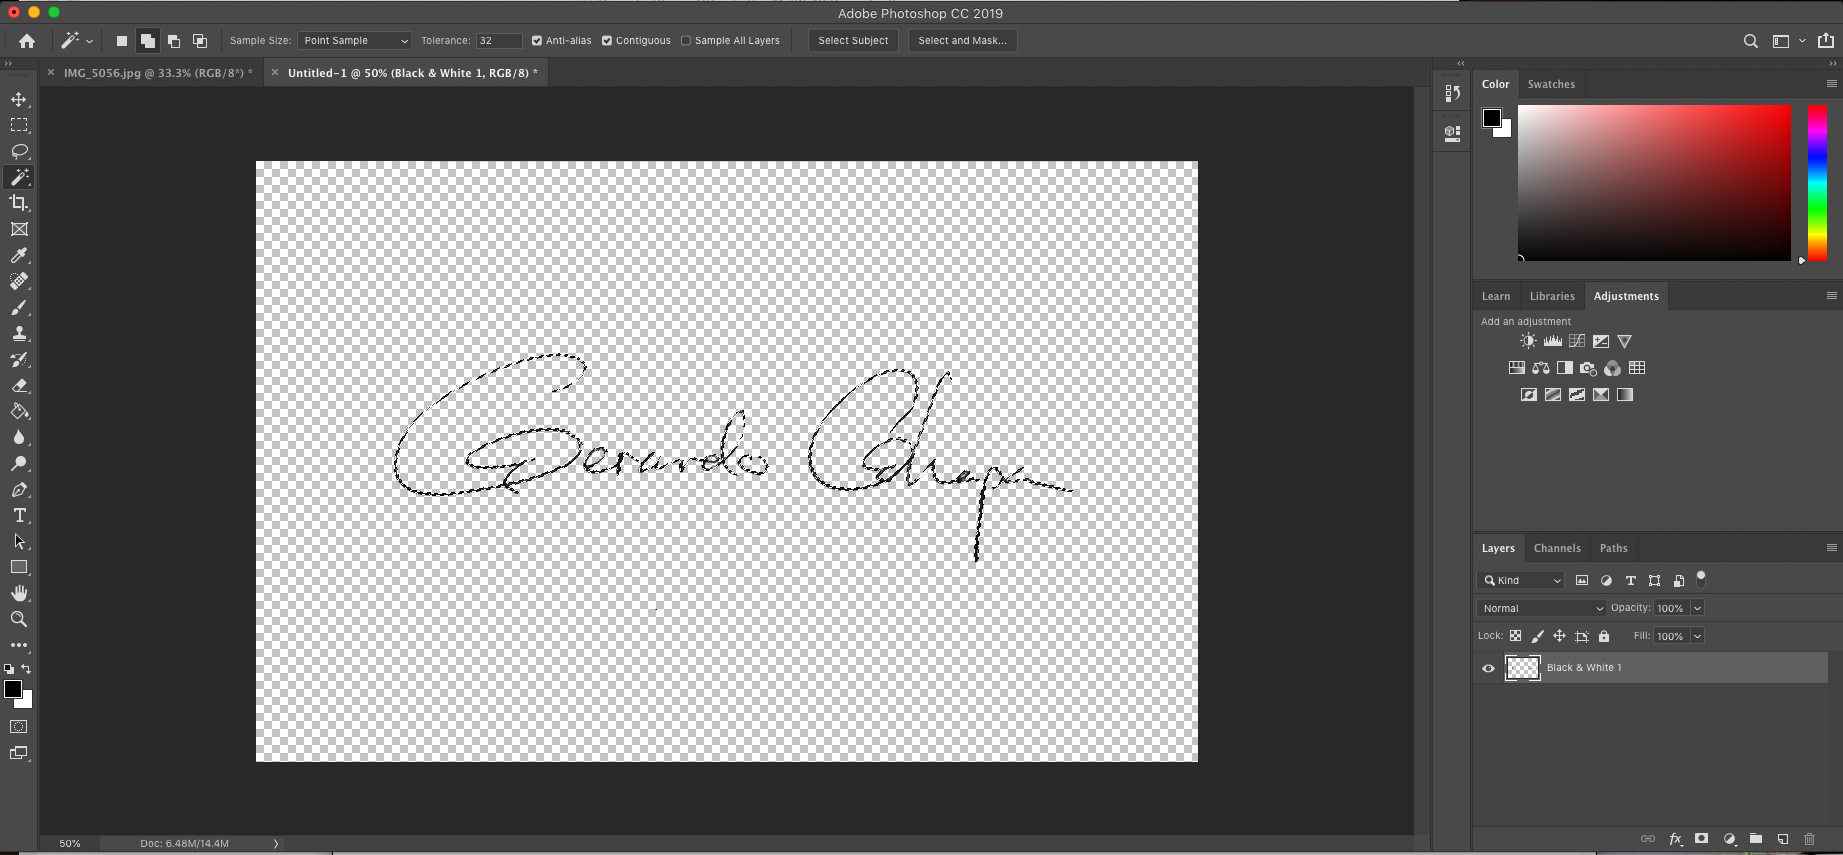 Adobe Photoshop CC 2019
Sample Size: Point Sample Tolerance: 32 Anti-alias Contiguous Sample All Layers Select Subject Select and Mask...
IMG_5056.jpg @ 33.3% (RGB/8*) * Untitled-1 @ 50% (Black & White 1, RGB/8) *
Color Swatches
Learn Libraries Adjustments
Add an adjustment
Gerardo
Layers Channels Paths
Kind
Normal Opacity: 100%
Lock: Fill: 100%
Black & White 1
50% Doc: 6.48M/14.4M